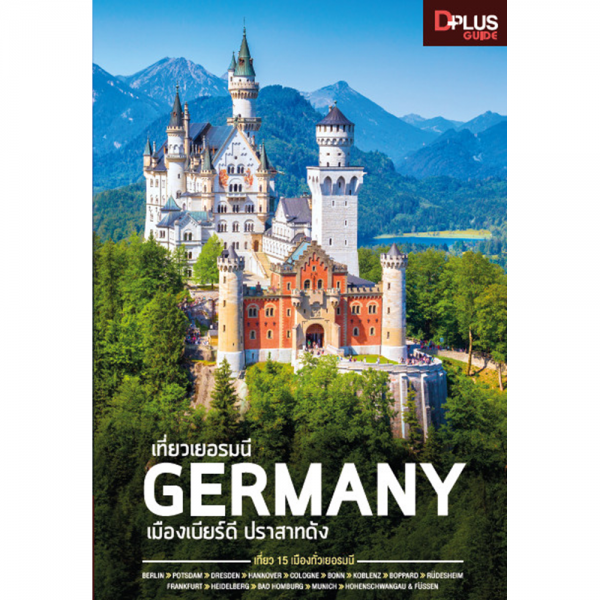 DPLUS
GUIDE
เที่ยวเยอรมนี
GERMANY
เมืองเบียร์ดี ปราสาทดัง
เที่ยว 15 เมืองทั่วเยอรมนี
BERLIN » POTSDAM » DRESDEN » HANNOVER » COLOGNE » BONN » KOBLENZ » BOPPARD » RÜDESHEIM
FRANKFURT » HEIDELBERG » BAD HOMBURG » MUNICH » HOHENSCHWANGAU & FÜSSEN